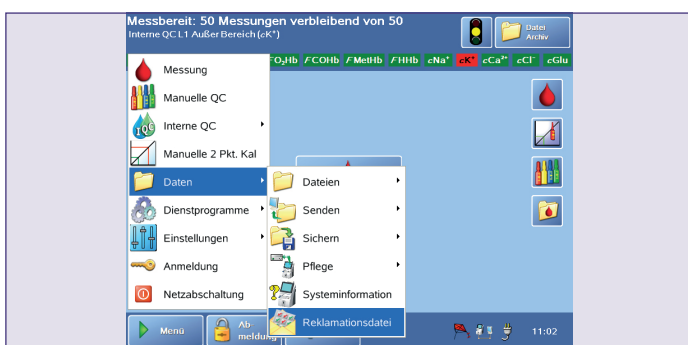 Messbereit: 50 Messungen verbleibend von 50
Interne QC L1 Außer Bereich (cK⁺)
Datei
Archiv
FO₂Hb FCOHb FMetHb FHHb cNa⁺ cK⁺ cCa²⁺ cCl⁻ cGlu
Messung
Manuelle QC
IQC
Interne QC
Manuelle 2 Pkt. Kal
Daten
Dienstprogramme
Einstellungen
Anmeldung
Netzabschaltung
Dateien
Senden
Sichern
Pflege
Systeminformation
Reklamationsdatei
Menü
Ab-
meldung
11:02